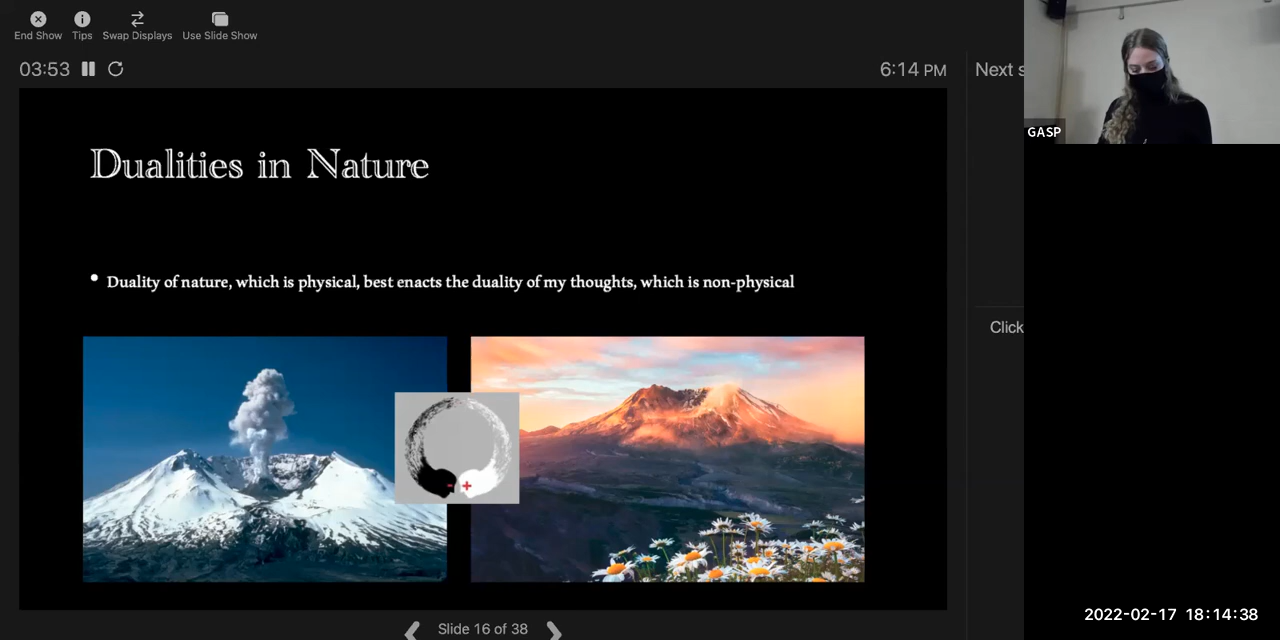 End Show Tips Swap Displays Use Slide Show
03:53 6:14 PM Next s
GASP
Dualities in Nature
• Duality of nature, which is physical, best enacts the duality of my thoughts, which is non-physical
Click
- +
Slide 16 of 38
2022-02-17 18:14:38